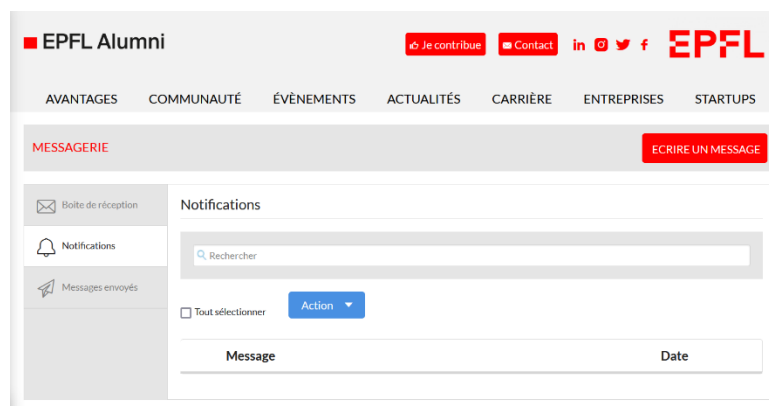 EPFL Alumni
Je contribue
Contact
EPFL
AVANTAGES COMMUNAUTÉ ÉVÈNEMENTS ACTUALITÉS CARRIÈRE ENTREPRISES STARTUPS
MESSAGERIE
ECRIRE UN MESSAGE
Boite de réception
Notifications
Messages envoyés
Notifications
Rechercher
Tout sélectionner
Action
Message Date